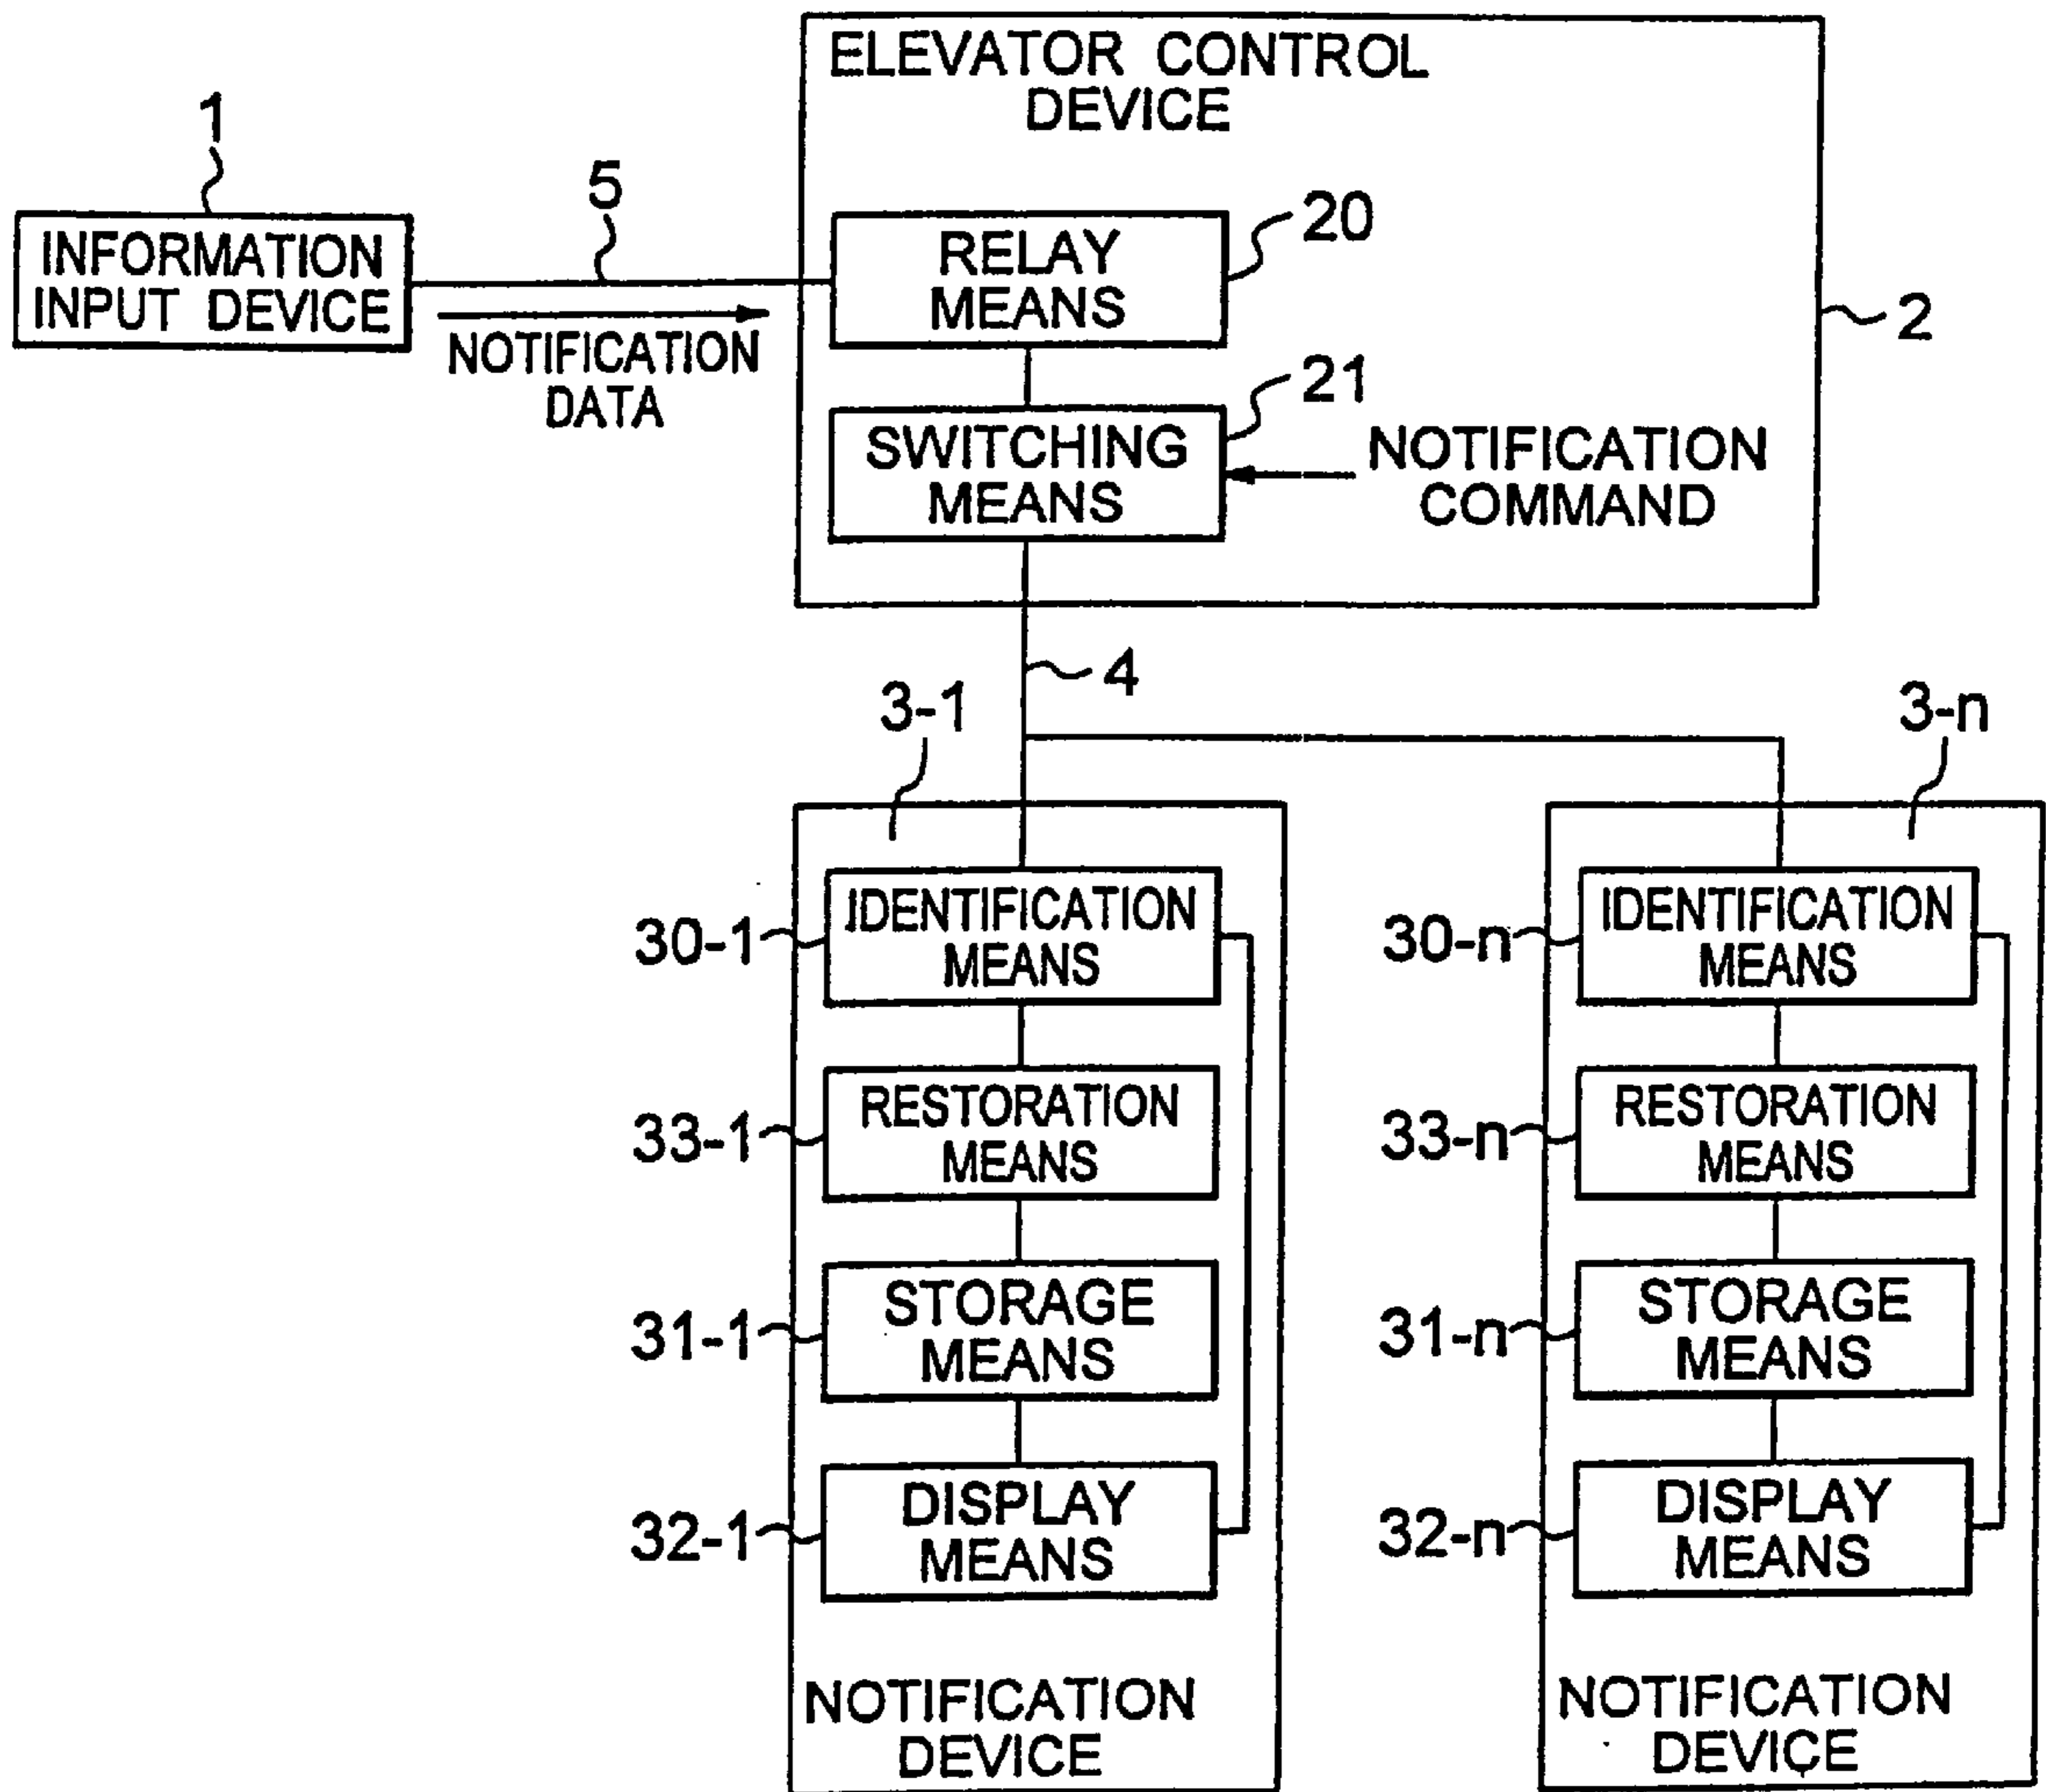 ELEVATOR CONTROL
DEVICE
1
5
INFORMATION
INPUT DEVICE
NOTIFICATION
DATA
RELAY
MEANS
20
2
21
SWITCHING
MEANS
NOTIFICATION
COMMAND
4
3-1
3-n
IDENTIFICATION
MEANS
30-1
RESTORATION
MEANS
33-1
STORAGE
MEANS
31-1
DISPLAY
MEANS
32-1
NOTIFICATION
DEVICE
IDENTIFICATION
MEANS
30-n
RESTORATION
MEANS
33-n
STORAGE
MEANS
31-n
DISPLAY
MEANS
32-n
NOTIFICATION
DEVICE